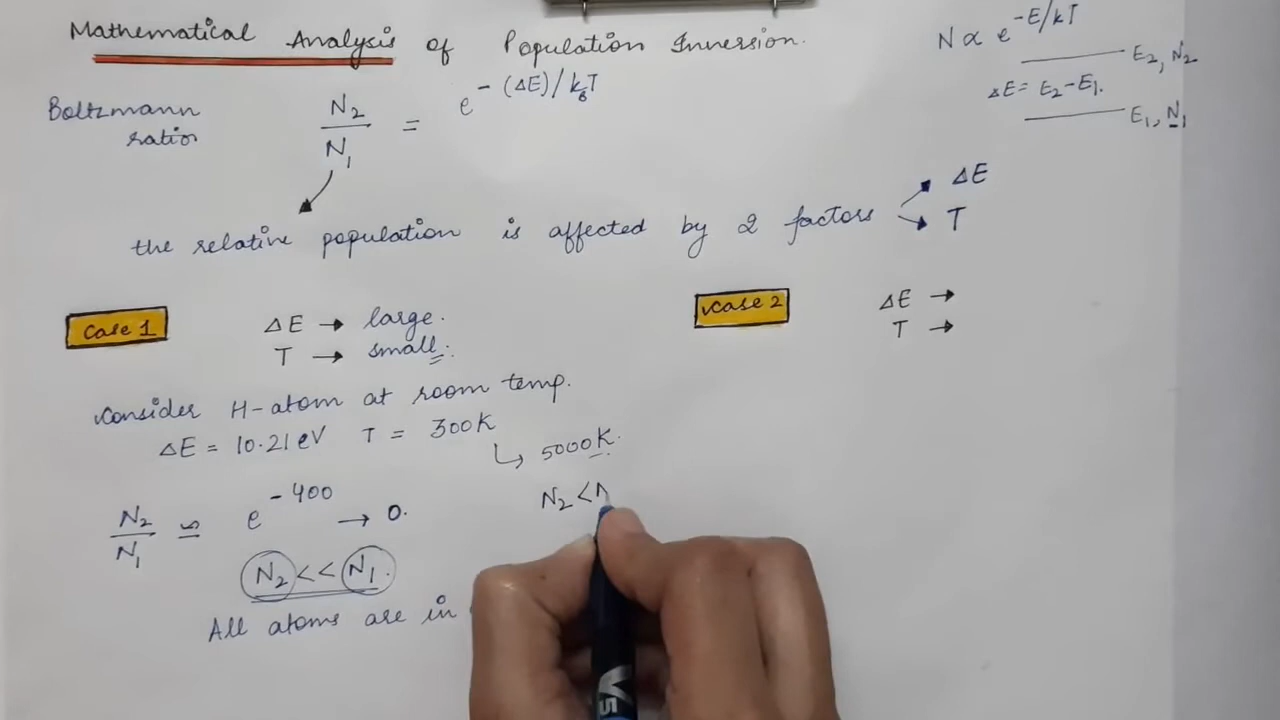 Mathematical Analysis of Population Inversion.
N ∝ e^-E/kT
E2, N2
ΔE = E2 - E1.
E1, N1
Boltzmann ratio
N2/N1 = e^-(ΔE)/kBT
the relative population is affected by 2 factors → ΔE
→ T
Case 1
ΔE → large.
T → small.
Consider H-atom at room temp.
ΔE = 10.21 eV T = 300K
↳ 5000K.
N2/N1 ≃ e^-400 → 0.
N2 << N1.
All atoms are in
N2 <
Case 2
ΔE →
T →
V5